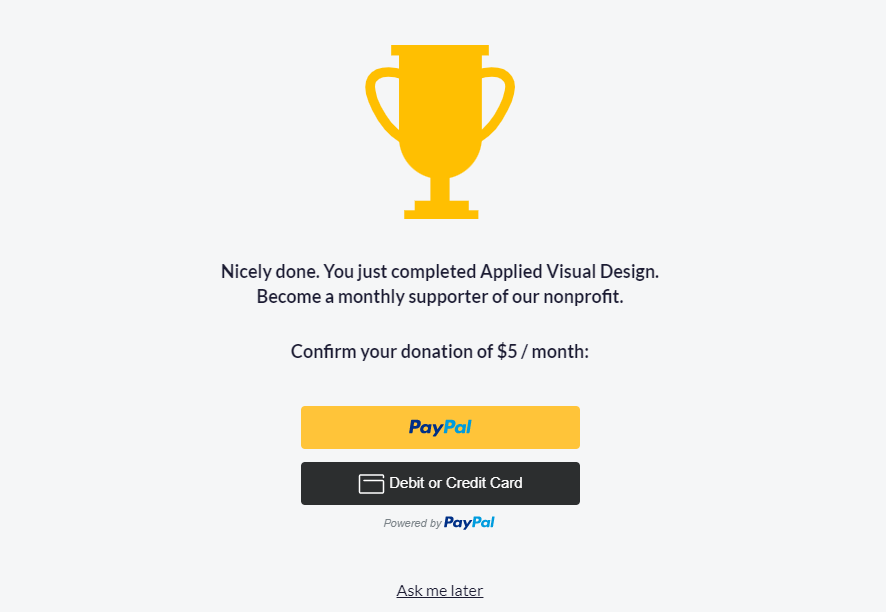 Nicely done. You just completed Applied Visual Design.
Become a monthly supporter of our nonprofit.
Confirm your donation of $5 / month:
PayPal
Debit or Credit Card
Powered by PayPal
Ask me later